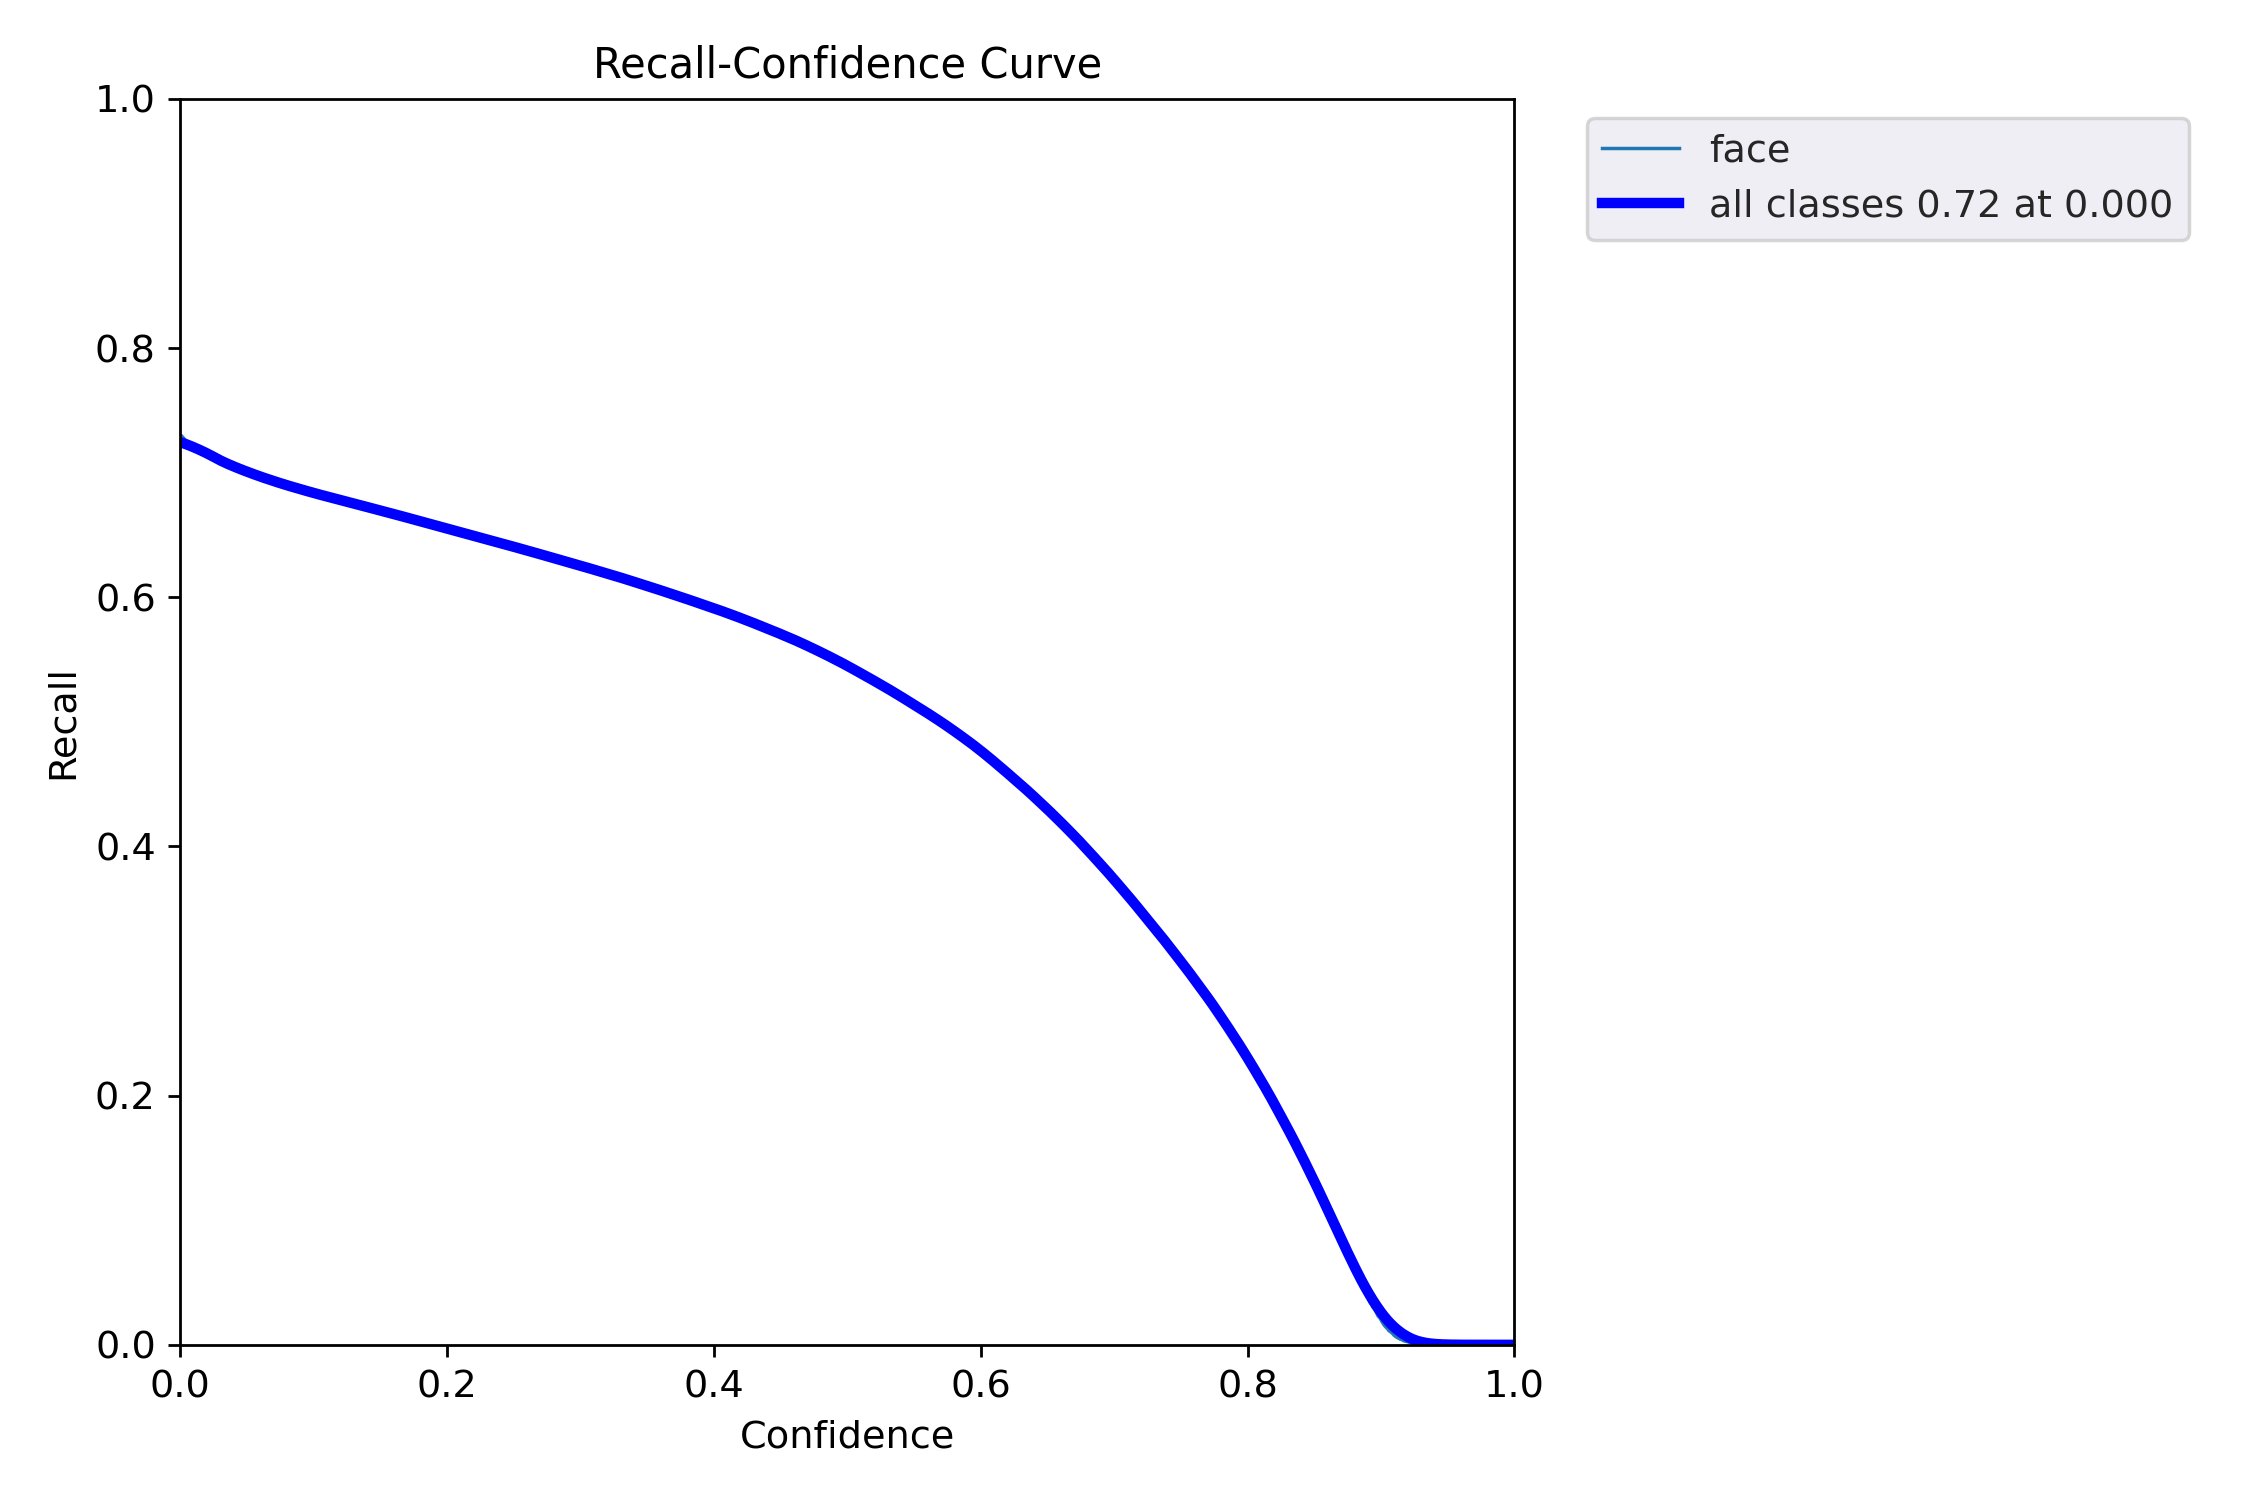 Recall-Confidence Curve
1.0
0.8
0.6
0.4
0.2
0.0
Recall
0.0 0.2 0.4 0.6 0.8 1.0
Confidence
face
all classes 0.72 at 0.000